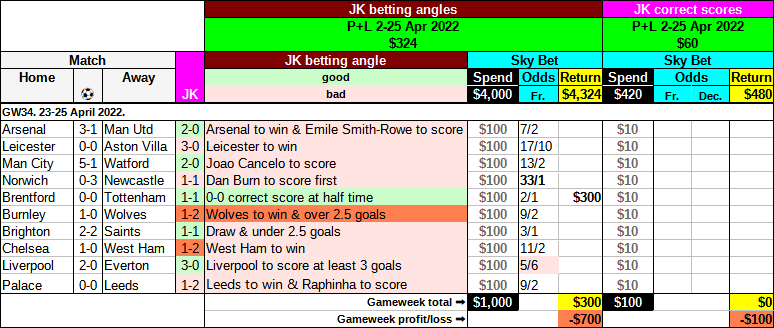 JK betting angles JK correct scores
P+L 2-25 Apr 2022 P+L 2-25 Apr 2022
$324 $60
Match JK betting angle Sky Bet Sky Bet
Home Away JK good Spend Odds Return Spend Odds Return
bad $4,000 Fr. $4,324 $420 Fr. Dec. $480
GW34. 23-25 April 2022.
Arsenal 3-1 Man Utd 2-0 Arsenal to win & Emile Smith-Rowe to score $100 7/2 $10
Leicester 0-0 Aston Villa 3-0 Leicester to win $100 17/10 $10
Man City 5-1 Watford 2-0 Joao Cancelo to score $100 13/2 $10
Norwich 0-3 Newcastle 1-1 Dan Burn to score first $100 33/1 $10
Brentford 0-0 Tottenham 1-1 0-0 correct score at half time $100 2/1 $300 $10
Burnley 1-0 Wolves 1-2 Wolves to win & over 2.5 goals $100 9/2 $10
Brighton 2-2 Saints 1-1 Draw & under 2.5 goals $100 3/1 $10
Chelsea 1-0 West Ham 1-2 West Ham to win $100 11/2 $10
Liverpool 2-0 Everton 3-0 Liverpool to score at least 3 goals $100 5/6 $10
Palace 0-0 Leeds 1-2 Leeds to win & Raphinha to score $100 9/2 $10
Gameweek total ➡ $1,000 $300 $100 $0
Gameweek profit/loss ➡ -$700 -$100